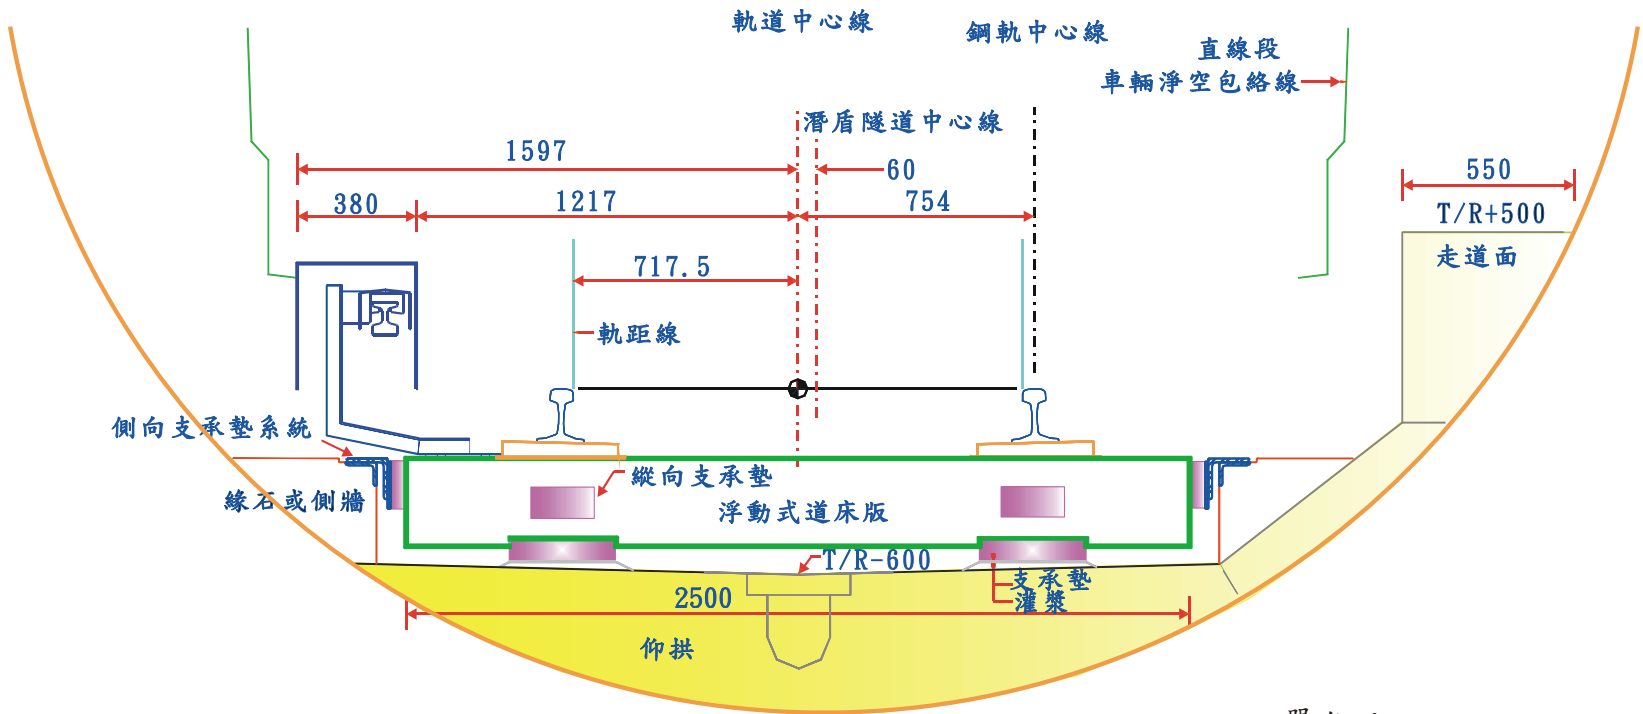 軌道中心線
鋼軌中心線
直線段
車輛淨空包絡線
潛盾隧道中心線
1597
60
380
1217
754
550
T/R+500
走道面
717.5
軌距線
側向支承墊系統
縱向支承墊
緣石或側牆
浮動式道床版
T/R-600
支承墊
灌漿
2500
仰拱